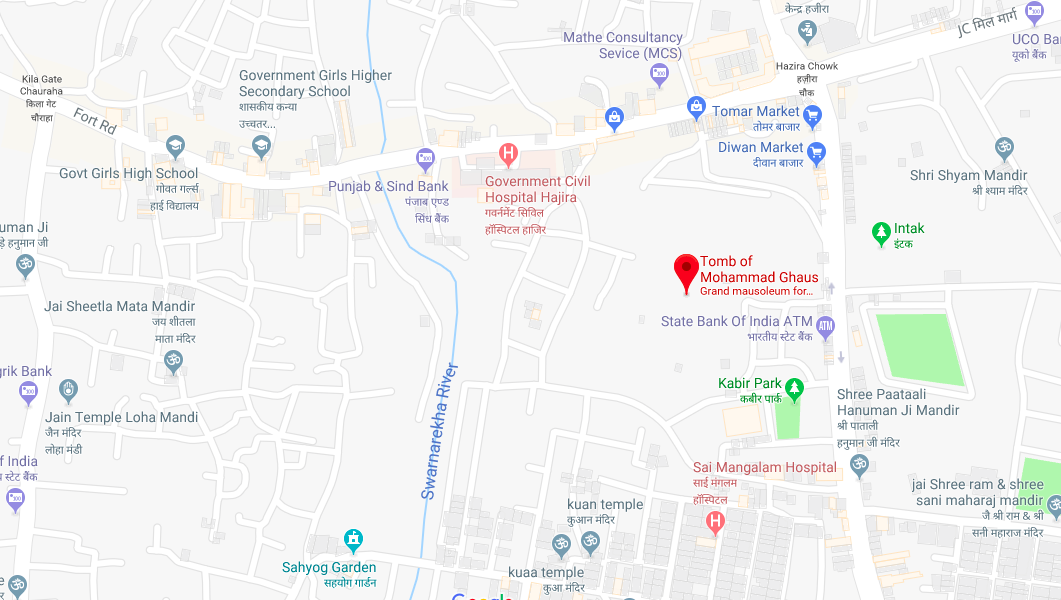 केन्द्र हजीरा
JC मिल मार्ग
UCO Ba
यूको बैंक
Mathe Consultancy
Sevice (MCS)
Hazira Chowk
हज़ीरा
चौक
Kila Gate
Chauraha
किला गेट
चौराहा
Fort Rd
Government Girls Higher
Secondary School
शासकीय कन्या
उच्चतर...
Tomar Market
तोमर बाजार
Diwan Market
दीवान बाजार
Govt Girls High School
गोवत गर्ल्स
हाई विद्यालय
Punjab & Sind Bank
पंजाब एण्ड
सिंध बैंक
Government Civil
Hospital Hajira
गवर्नमेंट सिविल
हॉस्पिटल हाजिर
Shri Shyam Mandir
श्री श्याम मंदिर
uman Ji
ड़े हनुमान जी
Intak
इंटक
Tomb of
Mohammad Ghaus
Grand mausoleum for...
Jai Sheetla Mata Mandir
जय शीतला
माता मंदिर
State Bank Of India ATM
भारतीय स्टेट बैंक
ATM
grik Bank
Kabir Park
कबीर पार्क
Jain Temple Loha Mandi
जैन मंदिर
लोहा मंडी
Swarnarekha River
Shree Paataali
Hanuman Ji Mandir
श्री पाताली
हनुमान जी मंदिर
of India
स्टेट बैंक
Sai Mangalam Hospital
साई मंगलम
हॉस्पिटल
jai Shree ram & shree
sani maharaj mandir
जै श्री राम & श्री
सनी महाराज मंदिर
kuan temple
कुआन मंदिर
Sahyog Garden
सहयोग गार्डन
kuaa temple
कुआ मंदिर
Google